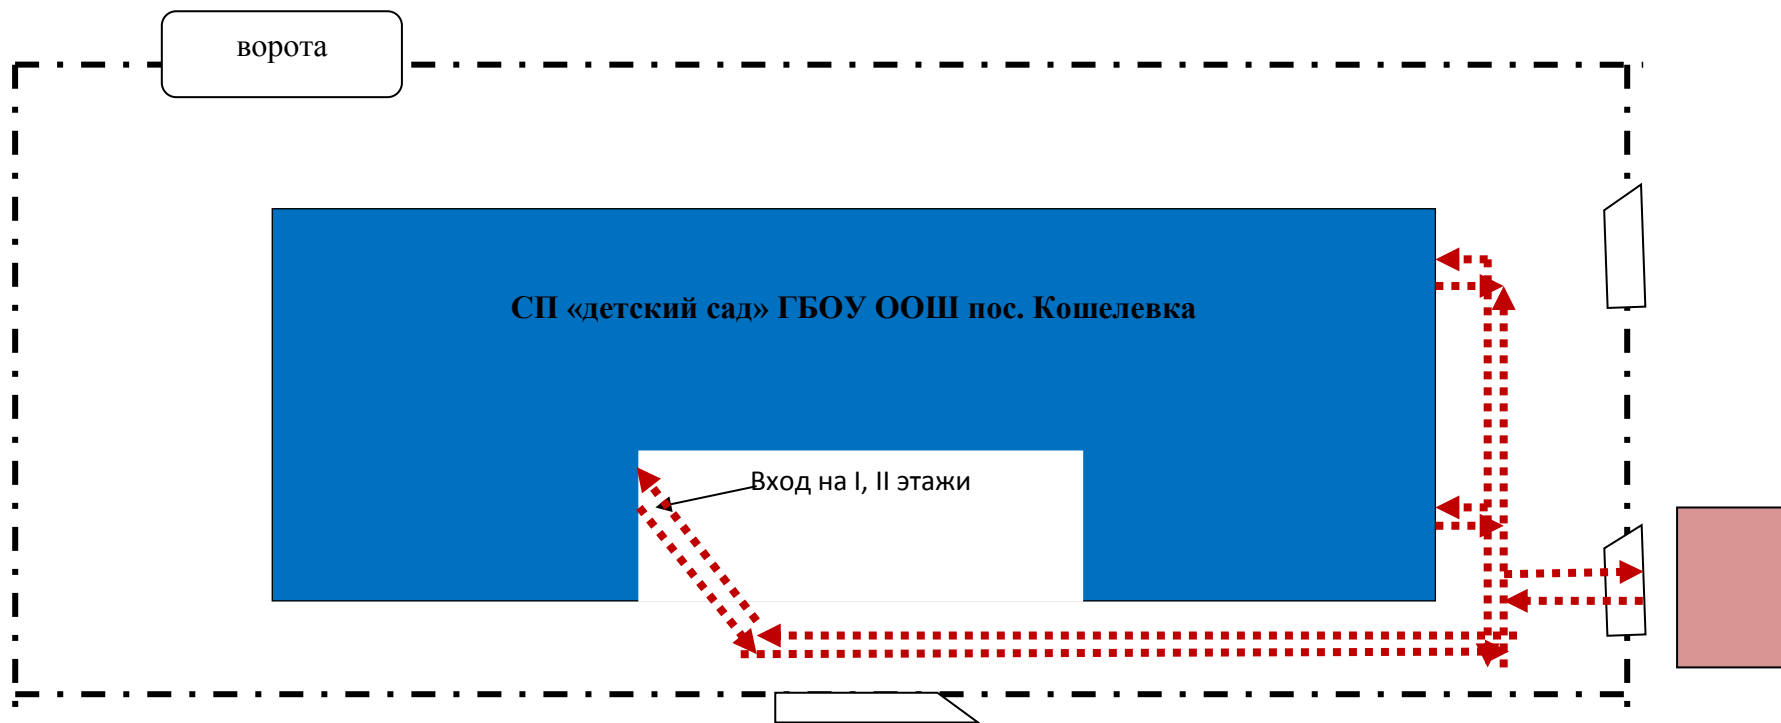 ворота
СП «детский сад» ГБОУ ООШ пос. Кошелевка
Вход на I, II этажи